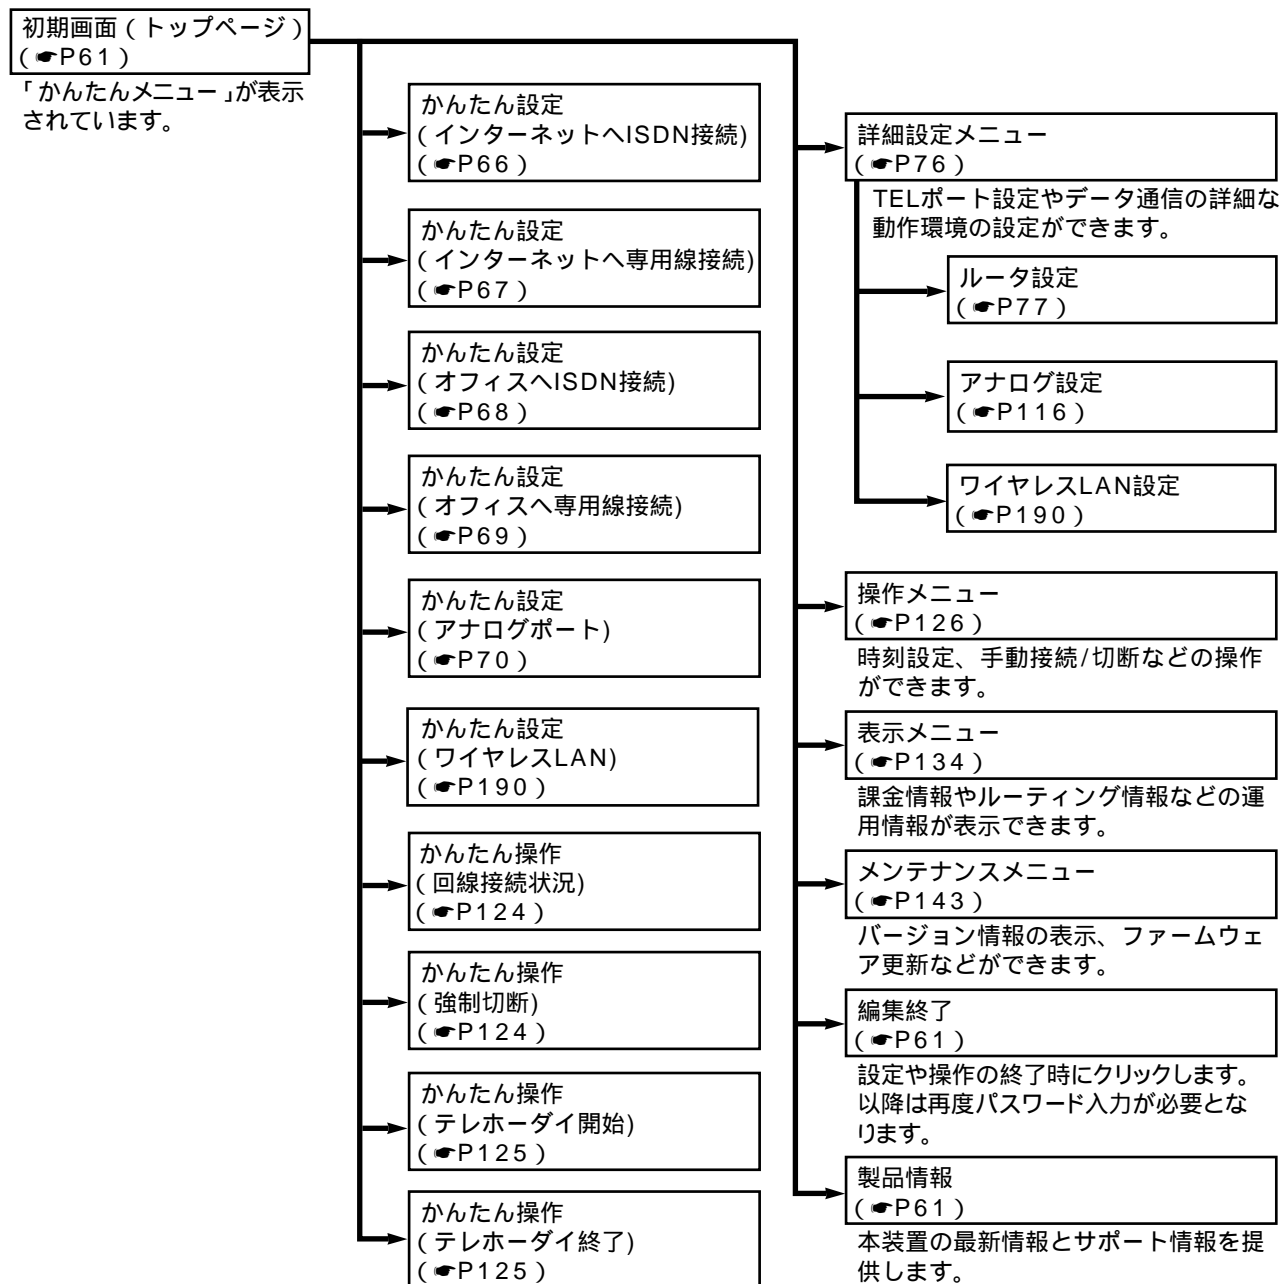 初期画面(トップページ)
(☛P61)
「かんたんメニュー」が表示
されています。
かんたん設定
(インターネットへISDN接続)
(☛P66)
かんたん設定
(インターネットへ専用線接続)
(☛P67)
かんたん設定
(オフィスへISDN接続)
(☛P68)
かんたん設定
(オフィスへ専用線接続)
(☛P69)
かんたん設定
(アナログポート)
(☛P70)
かんたん設定
(ワイヤレスLAN)
(☛P190)
かんたん操作
(回線接続状況)
(☛P124)
かんたん操作
(強制切断)
(☛P124)
かんたん操作
(テレホーダイ開始)
(☛P125)
かんたん操作
(テレホーダイ終了)
(☛P125)
詳細設定メニュー
(☛P76)
TELポート設定やデータ通信の詳細な
動作環境の設定ができます。
ルータ設定
(☛P77)
アナログ設定
(☛P116)
ワイヤレスLAN設定
(☛P190)
操作メニュー
(☛P126)
時刻設定、手動接続/切断などの操作
ができます。
表示メニュー
(☛P134)
課金情報やルーティング情報などの運
用情報が表示できます。
メンテナンスメニュー
(☛P143)
バージョン情報の表示、ファームウェ
ア更新などができます。
編集終了
(☛P61)
設定や操作の終了時にクリックします。
以降は再度パスワード入力が必要とな
ります。
製品情報
(☛P61)
本装置の最新情報とサポート情報を提
供します。